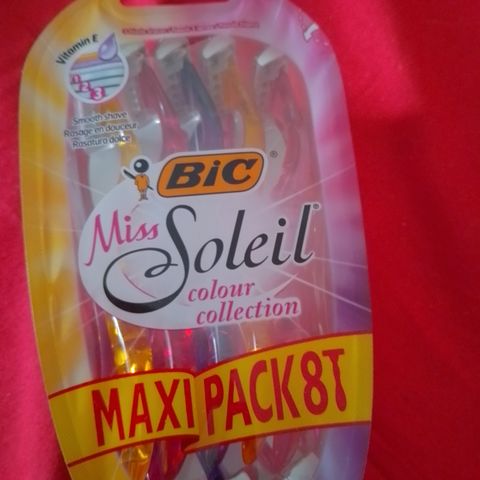 Vitamin E
1
2
3
Smooth shave
Rasage en douceur
Rasatura dolce
BIC
Miss
Soleil
colour
collection
MAXI PACK 8T